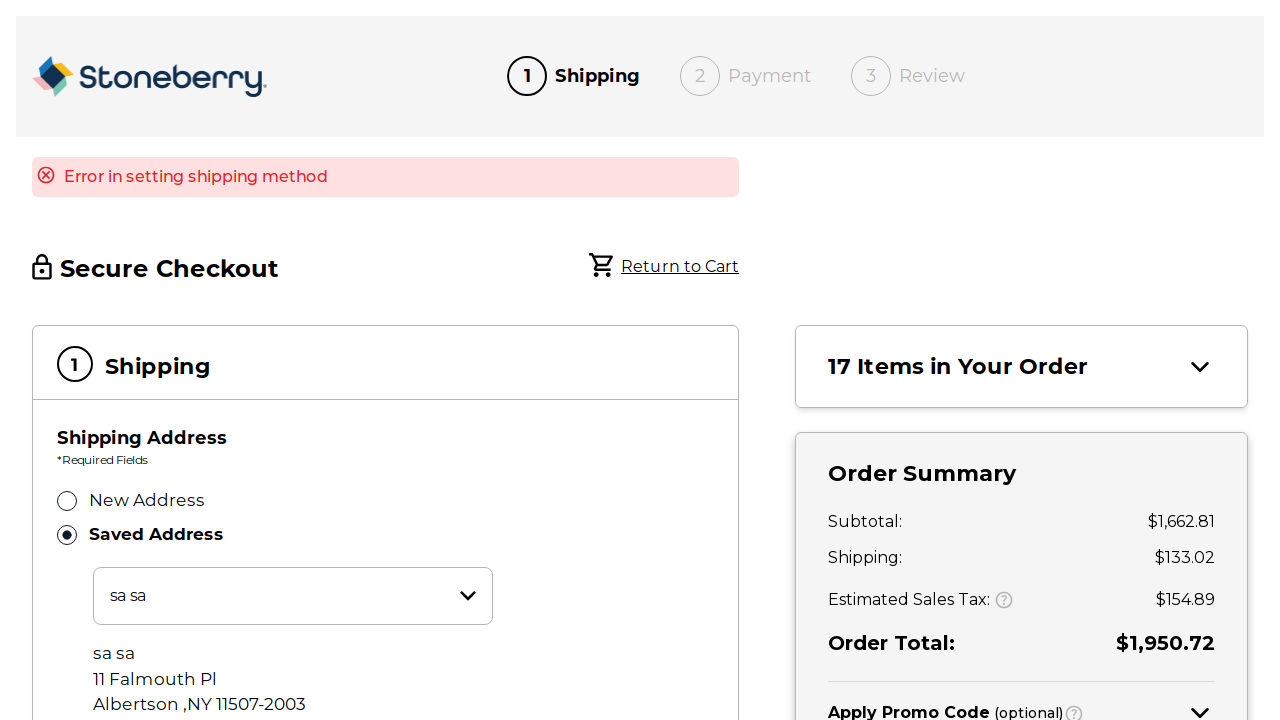 Stoneberry
1 Shipping 2 Payment 3 Review
Error in setting shipping method
Secure Checkout
Return to Cart
1 Shipping
Shipping Address
*Required Fields
New Address
Saved Address
sa sa
sa sa
11 Falmouth Pl
Albertson ,NY 11507-2003
17 Items in Your Order
Order Summary
Subtotal: $1,662.81
Shipping: $133.02
Estimated Sales Tax: ? $154.89
Order Total: $1,950.72
Apply Promo Code (optional) ?